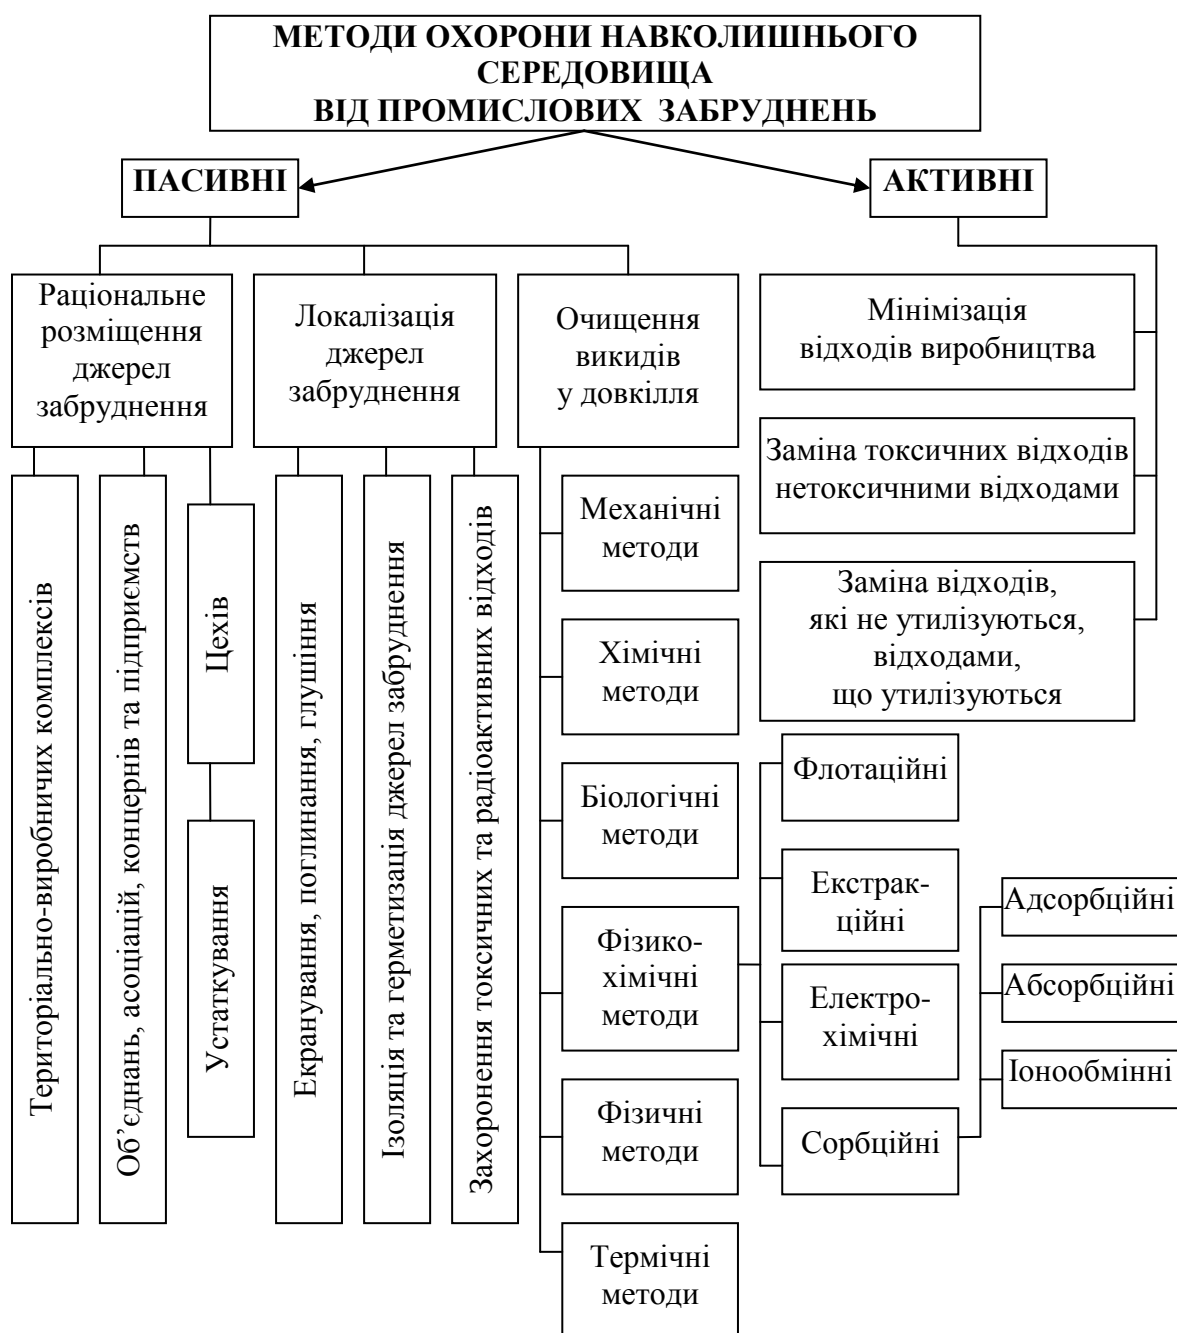 МЕТОДИ ОХОРОНИ НАВКОЛИШНЬОГО
СЕРЕДОВИЩА
ВІД ПРОМИСЛОВИХ ЗАБРУДНЕНЬ
ПАСИВНІ
АКТИВНІ
Раціональне
розміщення
джерел
забруднення
Локалізація
джерел
забруднення
Очищення
викидів
у довкілля
Мінімізація
відходів виробництва
Заміна токсичних відходів
нетоксичними відходами
Заміна відходів,
які не утилізуються,
відходами,
що утилізуються
Територіально-виробничих комплексів
Об’єднань, асоціацій, концернів та підприємств
Цехів
Устаткування
Екранування, поглинання, глушіння
Ізоляція та герметизація джерел забруднення
Захоронення токсичних та радіоактивних відходів
Механічні
методи
Хімічні
методи
Біологічні
методи
Фізико-
хімічні
методи
Фізичні
методи
Термічні
методи
Флотаційні
Екстрак-
ційні
Електро-
хімічні
Сорбційні
Адсорбційні
Абсорбційні
Іонообмінні